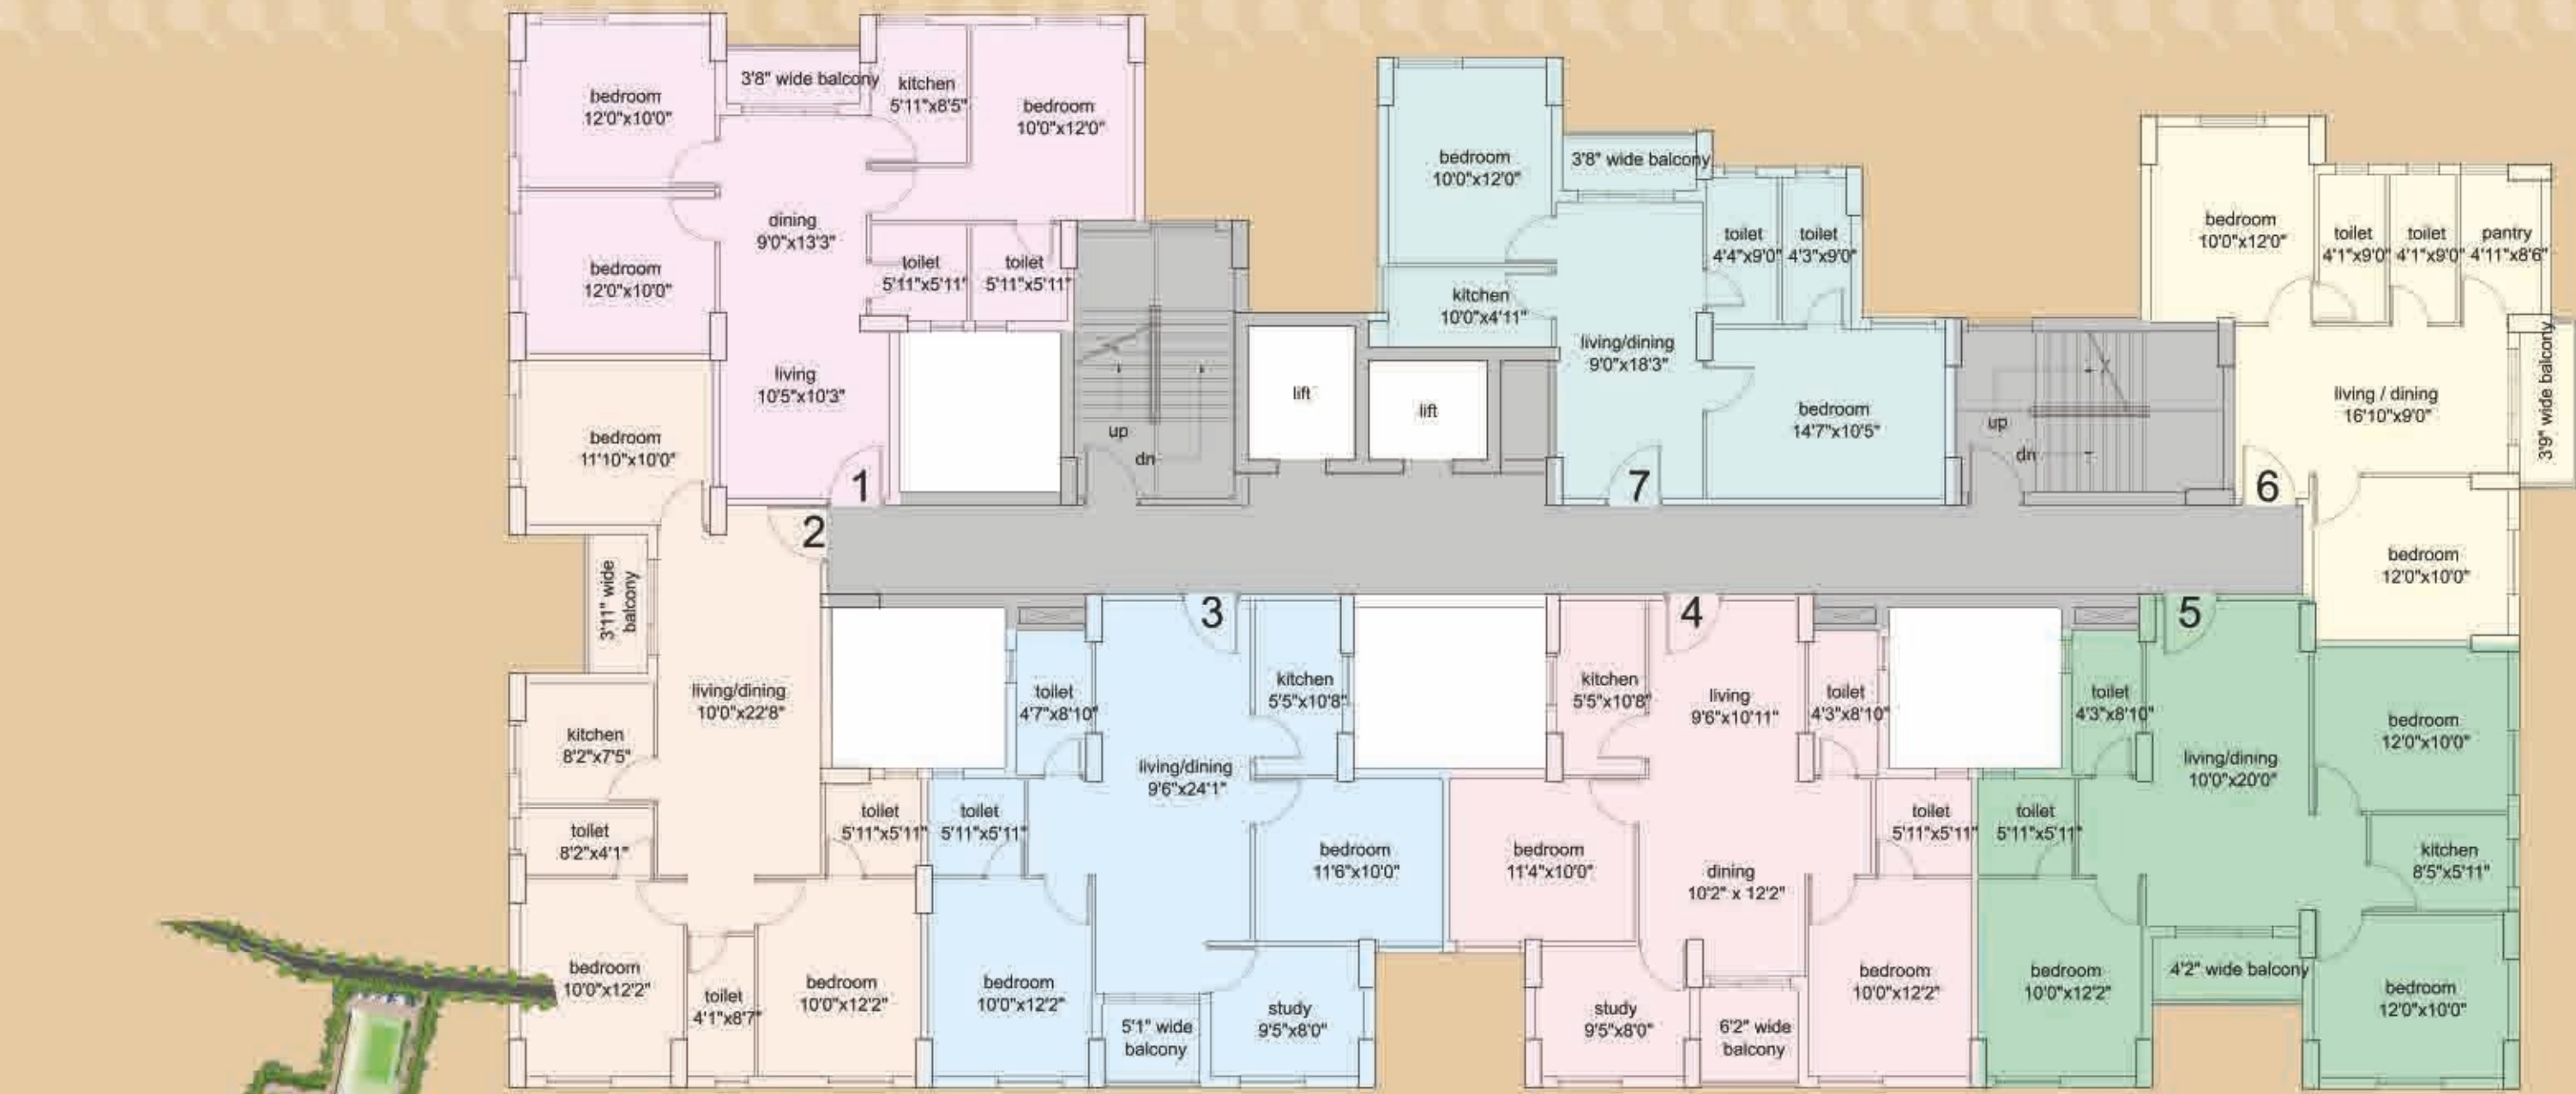 bedroom
12'0"x10'0"
3'8" wide balcony
kitchen
5'11"x8'5"
bedroom
10'0"x12'0"
dining
9'0"x13'3"
bedroom
12'0"x10'0"
toilet
5'11"x5'11"
toilet
5'11"x5'11"
living
10'5"x10'3"
1
bedroom
11'10"x10'0"
2
3'11" wide
balcony
living/dining
10'0"x22'8"
kitchen
8'2"x7'5"
toilet
8'2"x4'1"
toilet
5'11"x5'11"
bedroom
10'0"x12'2"
toilet
4'1"x8'7"
bedroom
10'0"x12'2"
up
dn
lift
lift
bedroom
10'0"x12'0"
3'8" wide balcony
toilet
4'4"x9'0"
toilet
4'3"x9'0"
kitchen
10'0"x4'11"
living/dining
9'0"x18'3"
bedroom
14'7"x10'5"
7
up
dn
bedroom
10'0"x12'0"
toilet
4'1"x9'0"
toilet
4'1"x9'0"
pantry
4'11"x8'6"
living / dining
16'10"x9'0"
3'9" wide balcony
6
bedroom
12'0"x10'0"
3
toilet
4'7"x8'10"
kitchen
5'5"x10'8"
living/dining
9'6"x24'1"
toilet
5'11"x5'11"
bedroom
11'6"x10'0"
bedroom
10'0"x12'2"
5'1" wide
balcony
study
9'5"x8'0"
4
kitchen
5'5"x10'8"
living
9'6"x10'11"
toilet
4'3"x8'10"
toilet
5'11"x5'11"
bedroom
11'4"x10'0"
dining
10'2" x 12'2"
study
9'5"x8'0"
6'2" wide
balcony
bedroom
10'0"x12'2"
5
toilet
4'3"x8'10"
living/dining
10'0"x20'0"
bedroom
12'0"x10'0"
toilet
5'11"x5'11"
kitchen
8'5"x5'11"
bedroom
10'0"x12'2"
4'2" wide balcony
bedroom
12'0"x10'0"